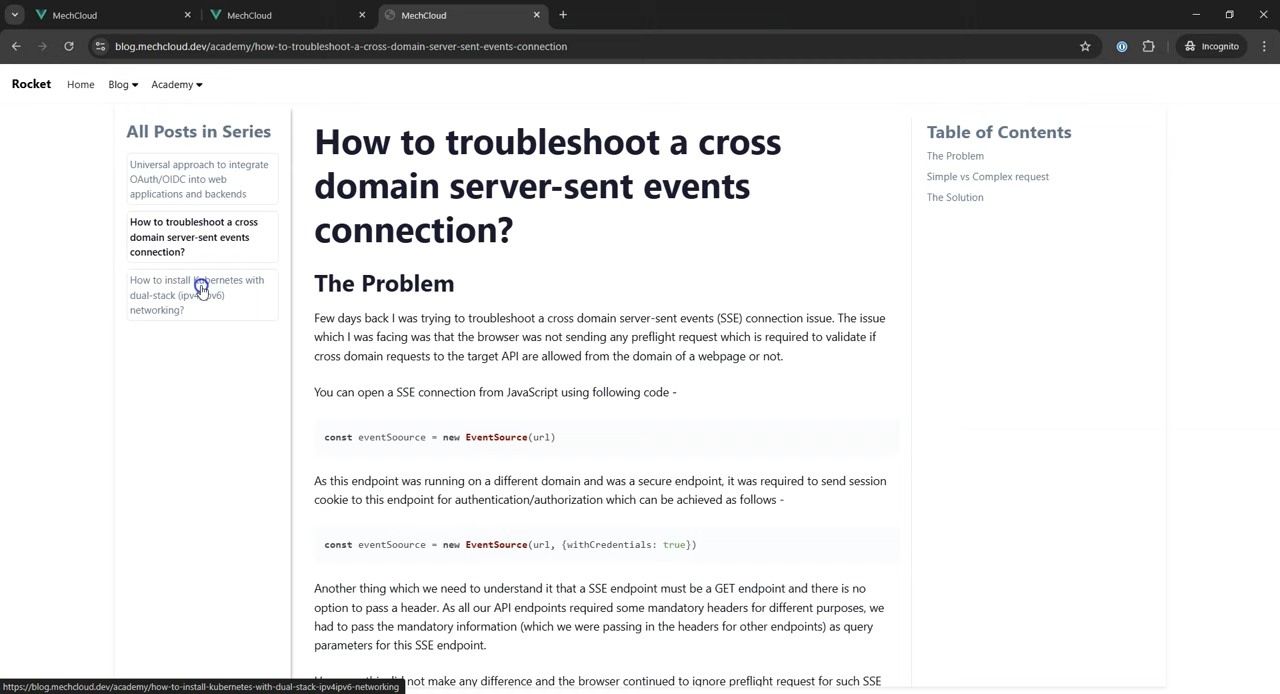 MechCloud
MechCloud
MechCloud
blog.mechcloud.dev/academy/how-to-troubleshoot-a-cross-domain-server-sent-events-connection
Incognito
Rocket
Home
Blog
Academy
All Posts in Series
Universal approach to integrate
OAuth/OIDC into web
applications and backends
How to troubleshoot a cross
domain server-sent events
connection?
How to install Kubernetes with
dual-stack (ipv4/ipv6)
networking?
How to troubleshoot a cross
domain server-sent events
connection?
The Problem
Few days back I was trying to troubleshoot a cross domain server-sent events (SSE) connection issue. The issue
which I was facing was that the browser was not sending any preflight request which is required to validate if
cross domain requests to the target API are allowed from the domain of a webpage or not.
You can open a SSE connection from JavaScript using following code -
const eventSoource = new EventSource(url)
As this endpoint was running on a different domain and was a secure endpoint, it was required to send session
cookie to this endpoint for authentication/authorization which can be achieved as follows -
const eventSoource = new EventSource(url, {withCredentials: true})
Another thing which we need to understand it that a SSE endpoint must be a GET endpoint and there is no
option to pass a header. As all our API endpoints required some mandatory headers for different purposes, we
had to pass the mandatory information (which we were passing in the headers for other endpoints) as query
parameters for this SSE endpoint.
not make any difference and the browser continued to ignore preflight request for such SSE
Table of Contents
The Problem
Simple vs Complex request
The Solution
https://blog.mechcloud.dev/academy/how-to-install-kubernetes-with-dual-stack-ipv4ipv6-networking